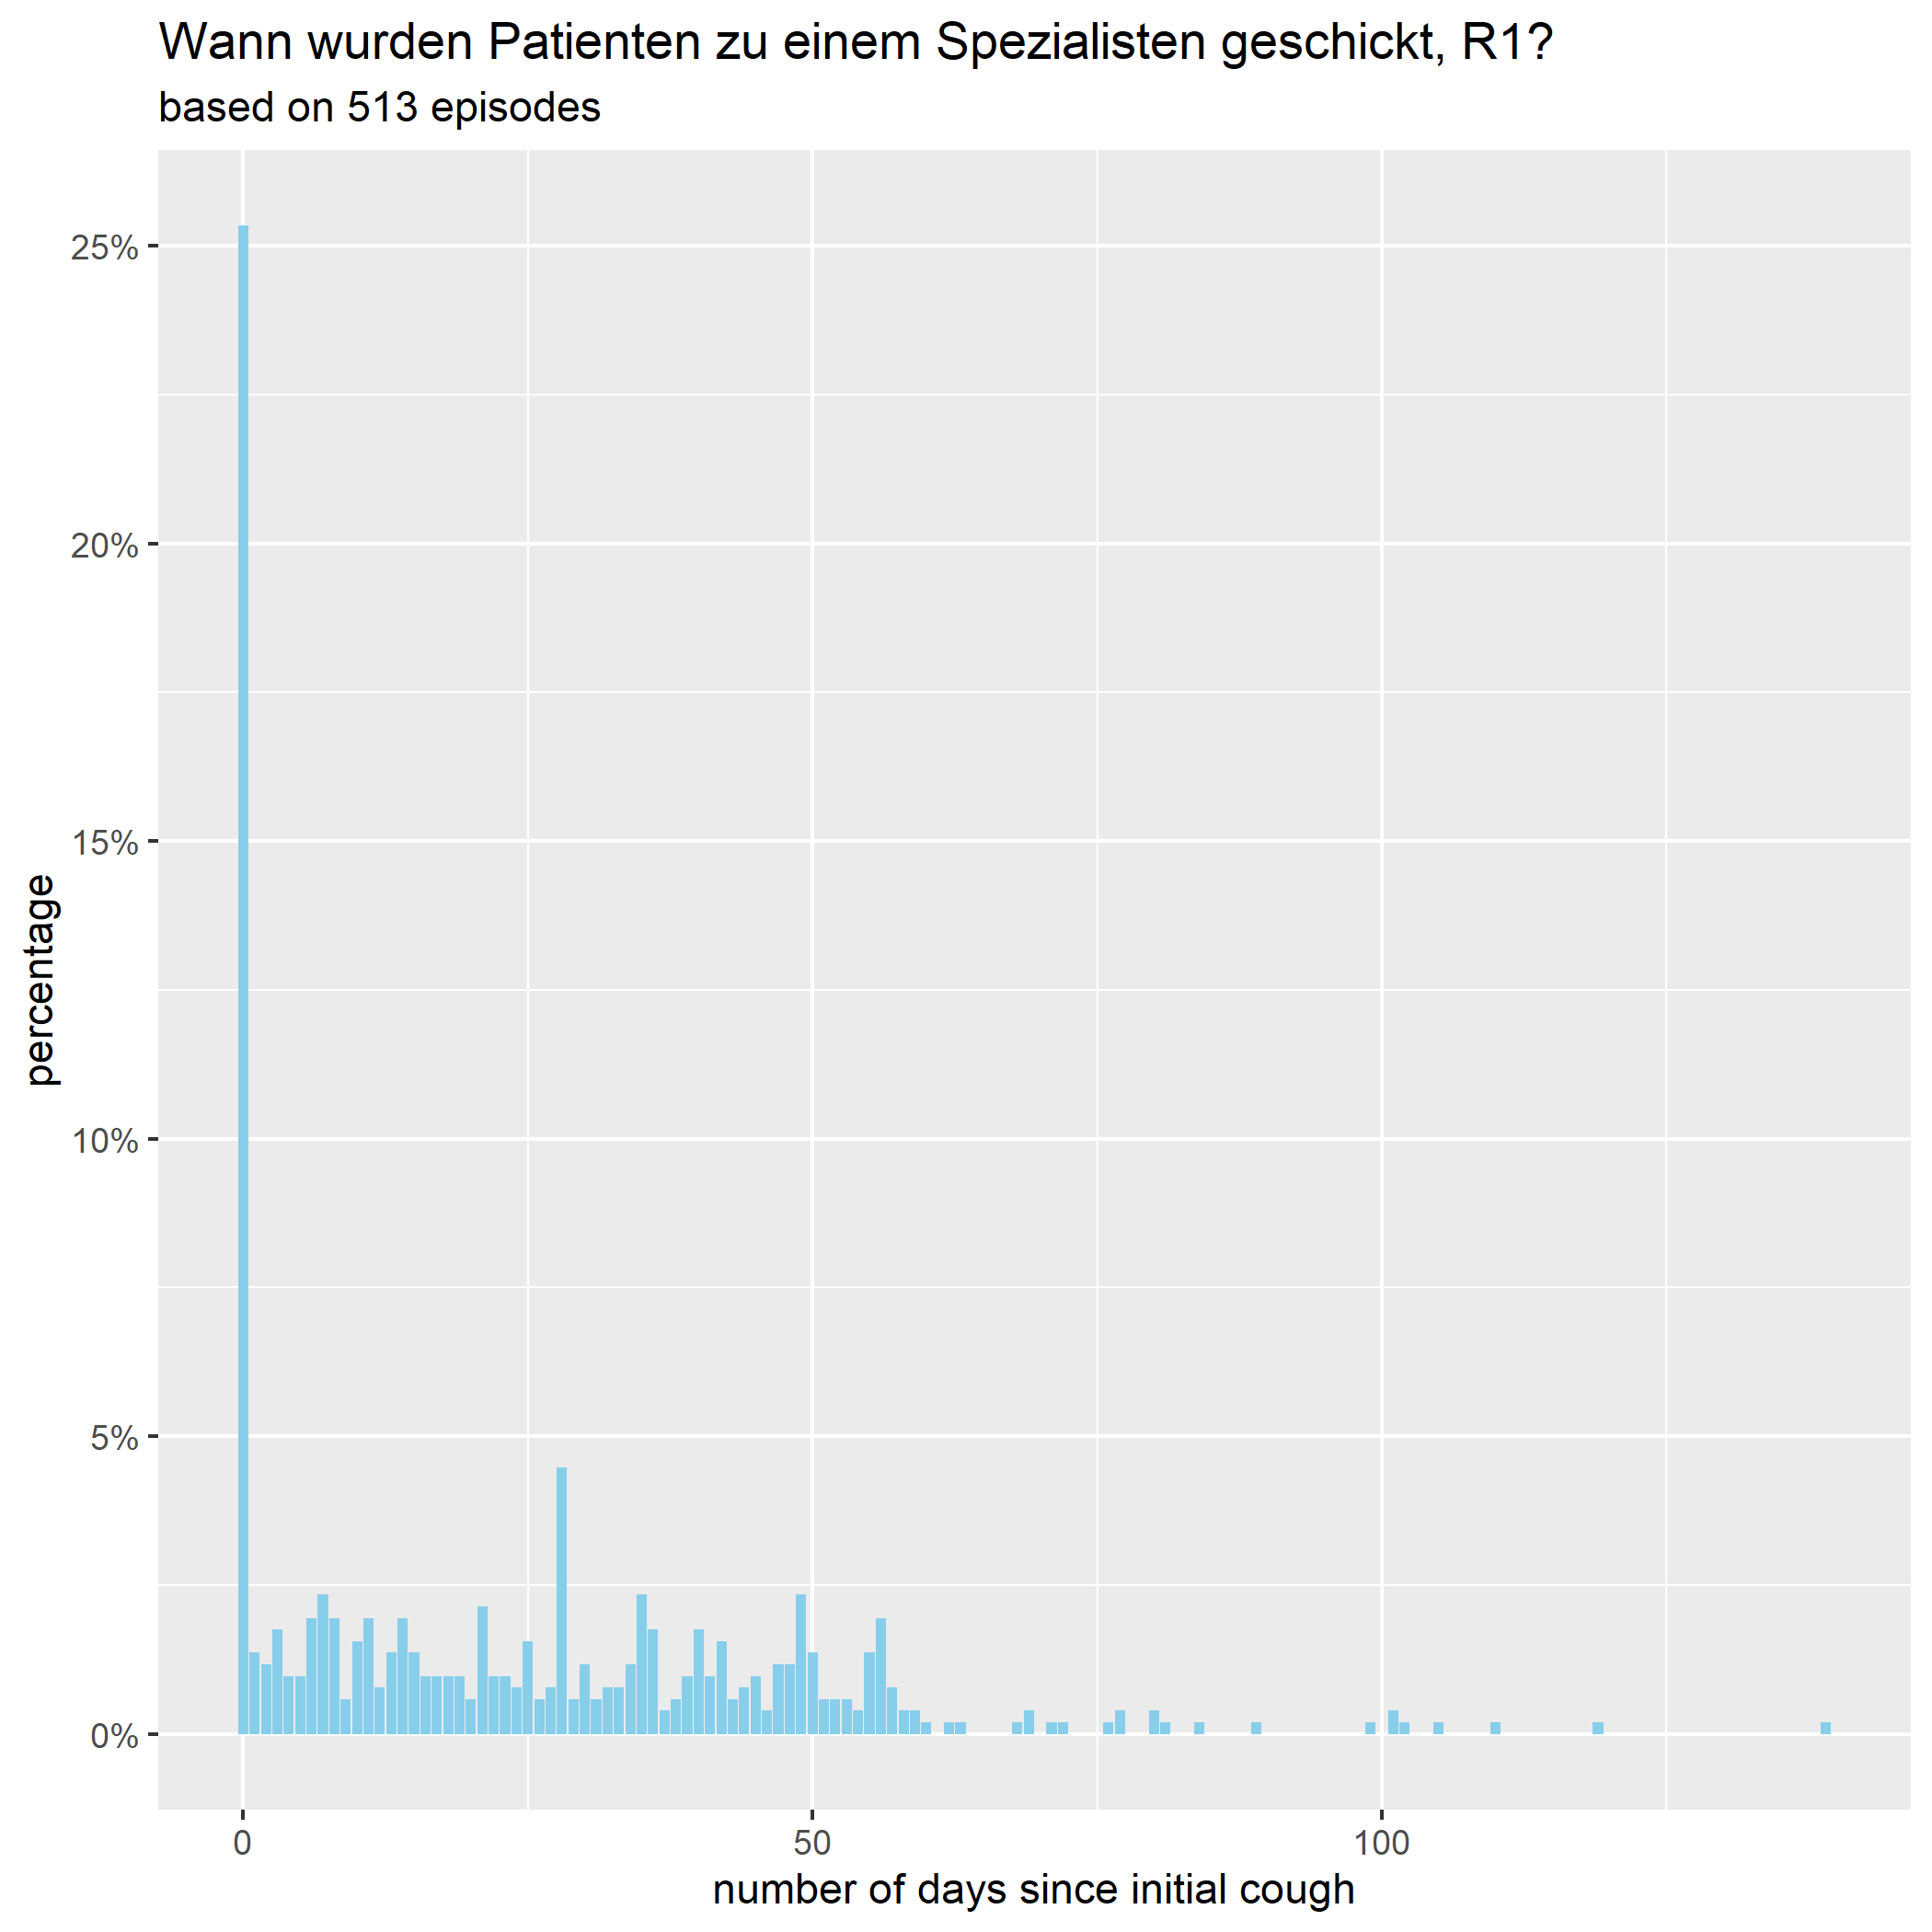 Wann wurden Patienten zu einem Spezialisten geschickt, R1?
based on 513 episodes
25%
20%
15%
10%
5%
0%
percentage
0
50
100
number of days since initial cough